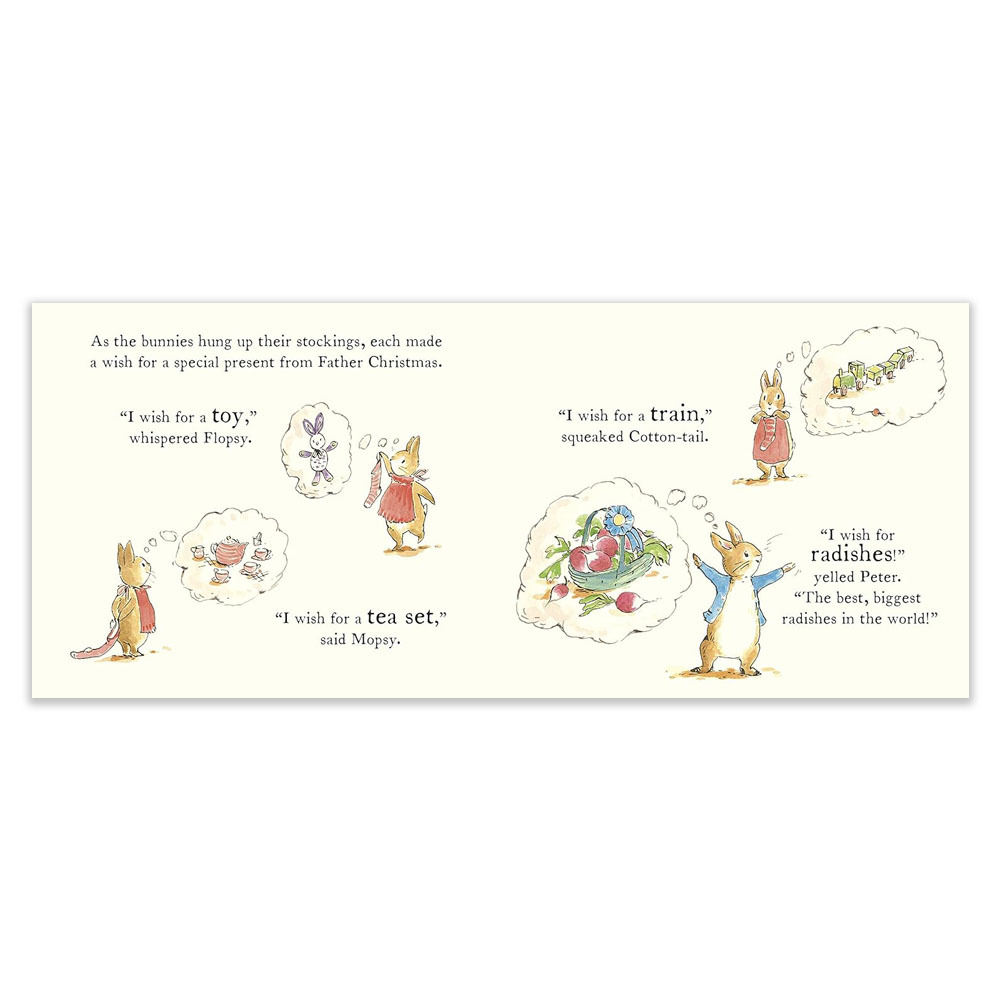 As the bunnies hung up their stockings, each made
a wish for a special present from Father Christmas.
“I wish for a toy,”
whispered Flopsy.
“I wish for a tea set,”
said Mopsy.
“I wish for a train,”
squeaked Cotton-tail.
“I wish for
radishes!”
yelled Peter.
“The best, biggest
radishes in the world!”